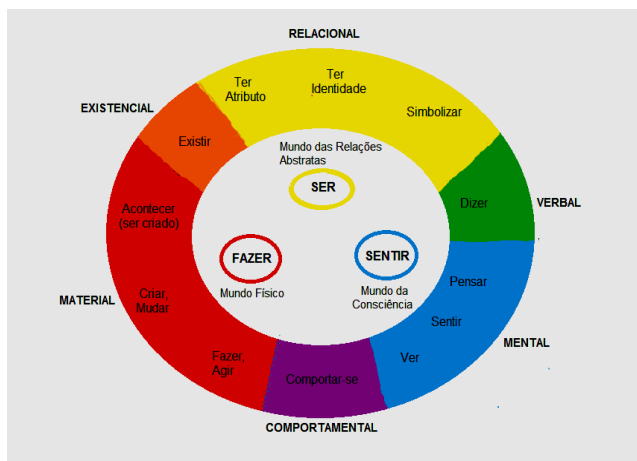 RELACIONAL
Ter
Atributo
Ter
Identidade
Simbolizar
EXISTENCIAL
Existir
Mundo das Relações
Abstratas
SER
Dizer
VERBAL
Acontecer
(ser criado)
FAZER
Mundo Físico
SENTIR
Mundo da
Consciência
Pensar
Sentir
Ver
MENTAL
MATERIAL
Criar,
Mudar
Fazer,
Agir
Comportar-se
COMPORTAMENTAL